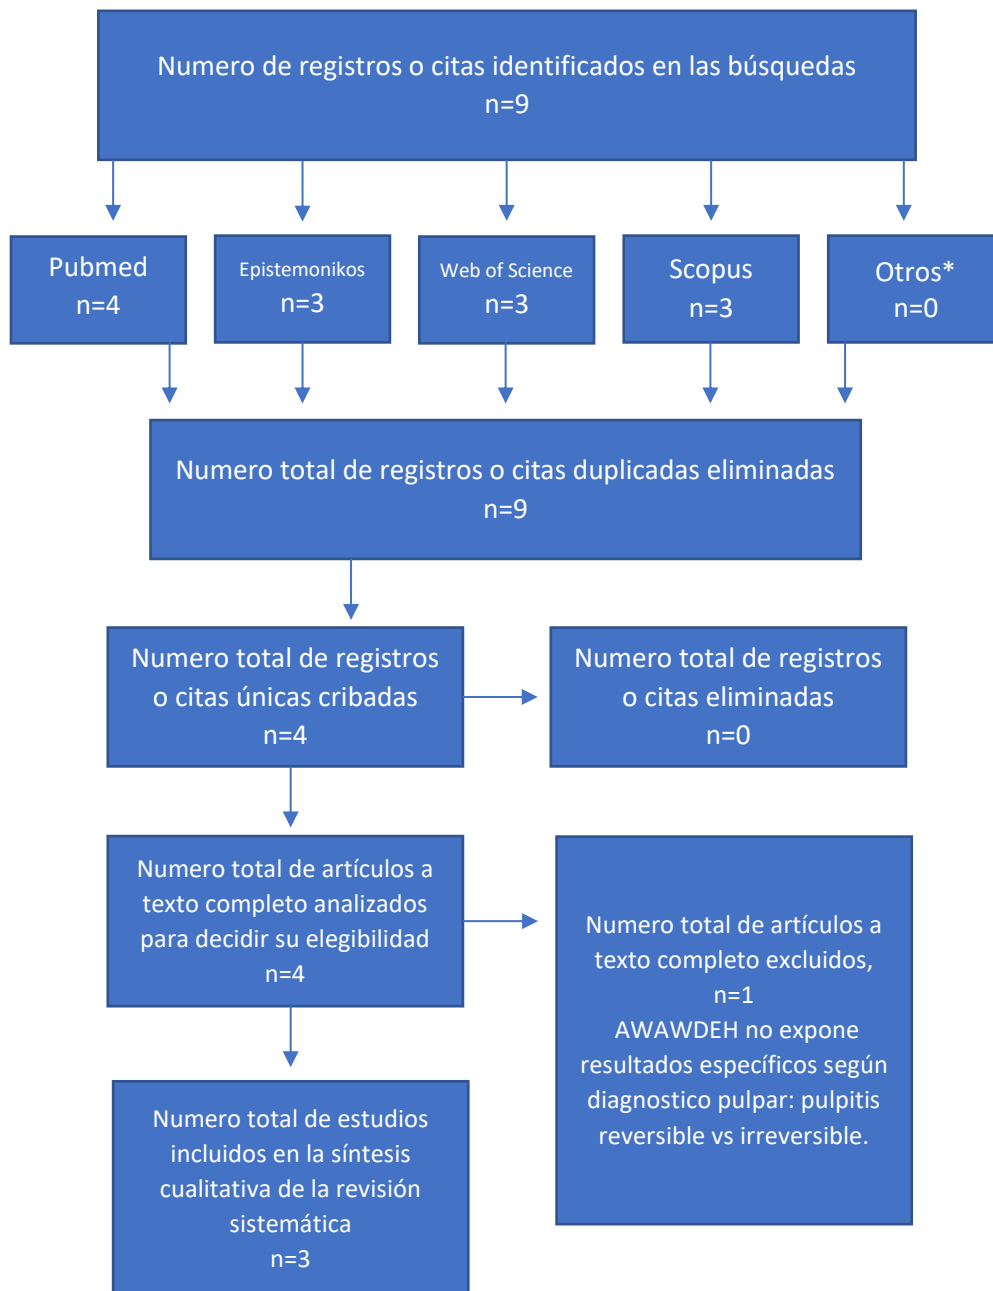 Numero de registros o citas identificados en las búsquedas
n=9
Pubmed
n=4
Epistemonikos
n=3
Web of Science
n=3
Scopus
n=3
Otros*
n=0
Numero total de registros o citas duplicadas eliminadas
n=9
Numero total de registros
o citas únicas cribadas
n=4
Numero total de registros
o citas eliminadas
n=0
Numero total de artículos a
texto completo analizados
para decidir su elegibilidad
n=4
Numero total de artículos a
texto completo excluidos,
n=1
AWAWDEH no expone
resultados específicos según
diagnostico pulpar: pulpitis
reversible vs irreversible.
Numero total de estudios
incluidos en la síntesis
cualitativa de la revisión
sistemática
n=3